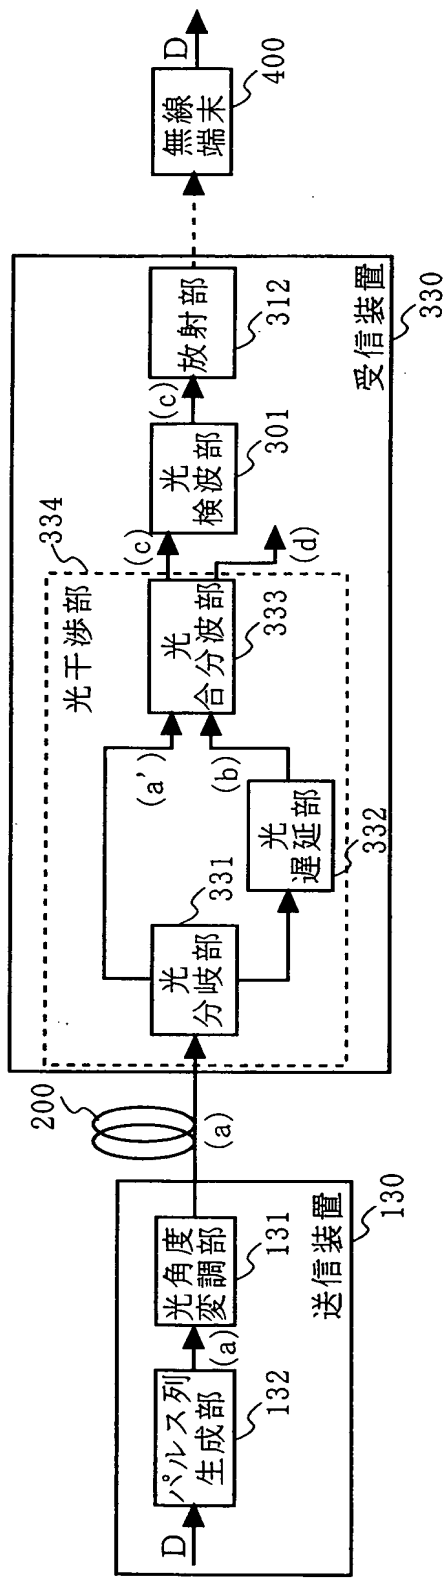 D
パルス列
生成部
132
(a)
光角度
変調部
131
送信装置
130
200
(a)
光
分岐部
331
光
遅延部
332
(a')
(b)
光
合分波部
333
光干渉部
334
(c)
(d)
光
検波部
301
(c)
放射部
312
受信装置
330
無線
端末
400
D